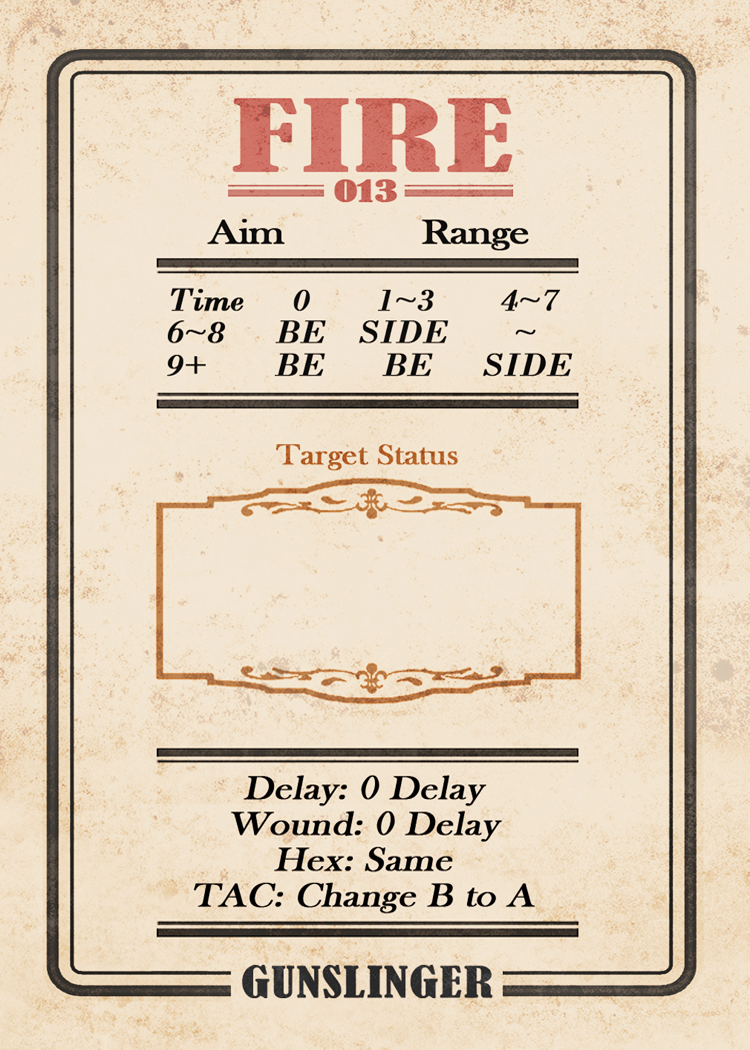 FIRE
013
Aim Range
Time 0 1~3 4~7
6~8 BE SIDE ~
9+ BE BE SIDE
Target Status
Delay: 0 Delay
Wound: 0 Delay
Hex: Same
TAC: Change B to A
GUNSLINGER